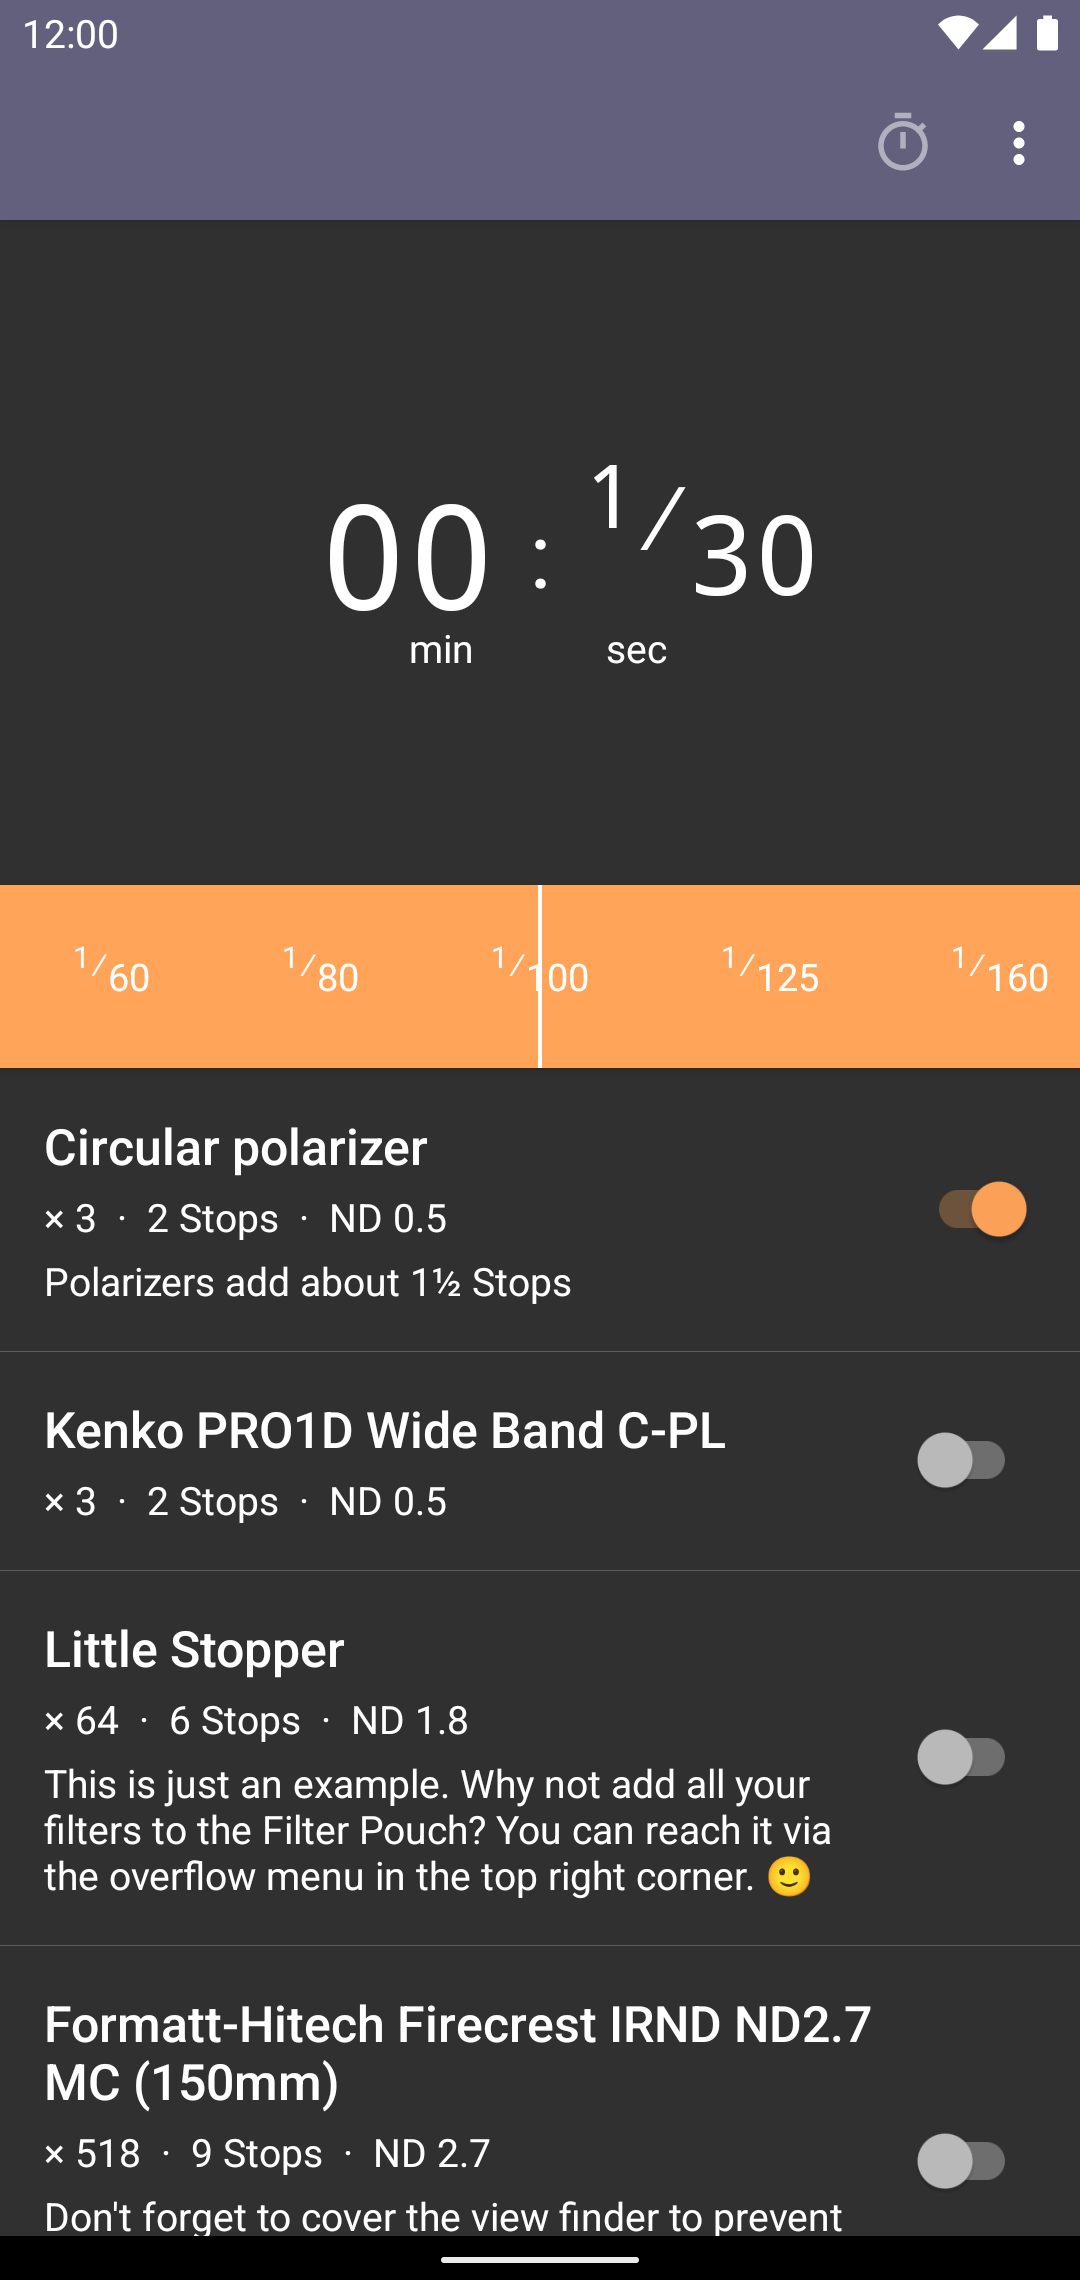 12:00
00 : 1/30
min sec
1/60 1/80 1/100 1/125 1/160
Circular polarizer
× 3 · 2 Stops · ND 0.5
Polarizers add about 1½ Stops
Kenko PRO1D Wide Band C-PL
× 3 · 2 Stops · ND 0.5
Little Stopper
× 64 · 6 Stops · ND 1.8
This is just an example. Why not add all your
filters to the Filter Pouch? You can reach it via
the overflow menu in the top right corner. 🙂
Formatt-Hitech Firecrest IRND ND2.7
MC (150mm)
× 518 · 9 Stops · ND 2.7
Don't forget to cover the view finder to prevent